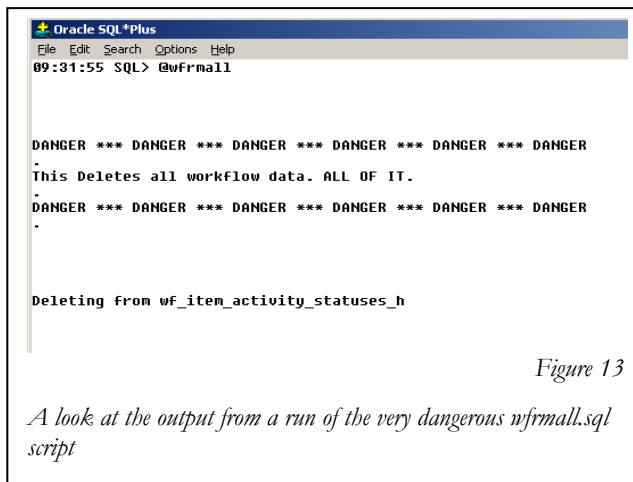 Oracle SQL*Plus
File Edit Search Options Help
09:31:55 SQL> @wfrmall
DANGER *** DANGER *** DANGER *** DANGER *** DANGER *** DANGER
-
This Deletes all workflow data. ALL OF IT.
-
DANGER *** DANGER *** DANGER *** DANGER *** DANGER *** DANGER
-
Deleting from wf_item_activity_statuses_h
Figure 13
A look at the output from a run of the very dangerous wfrmall.sql
script